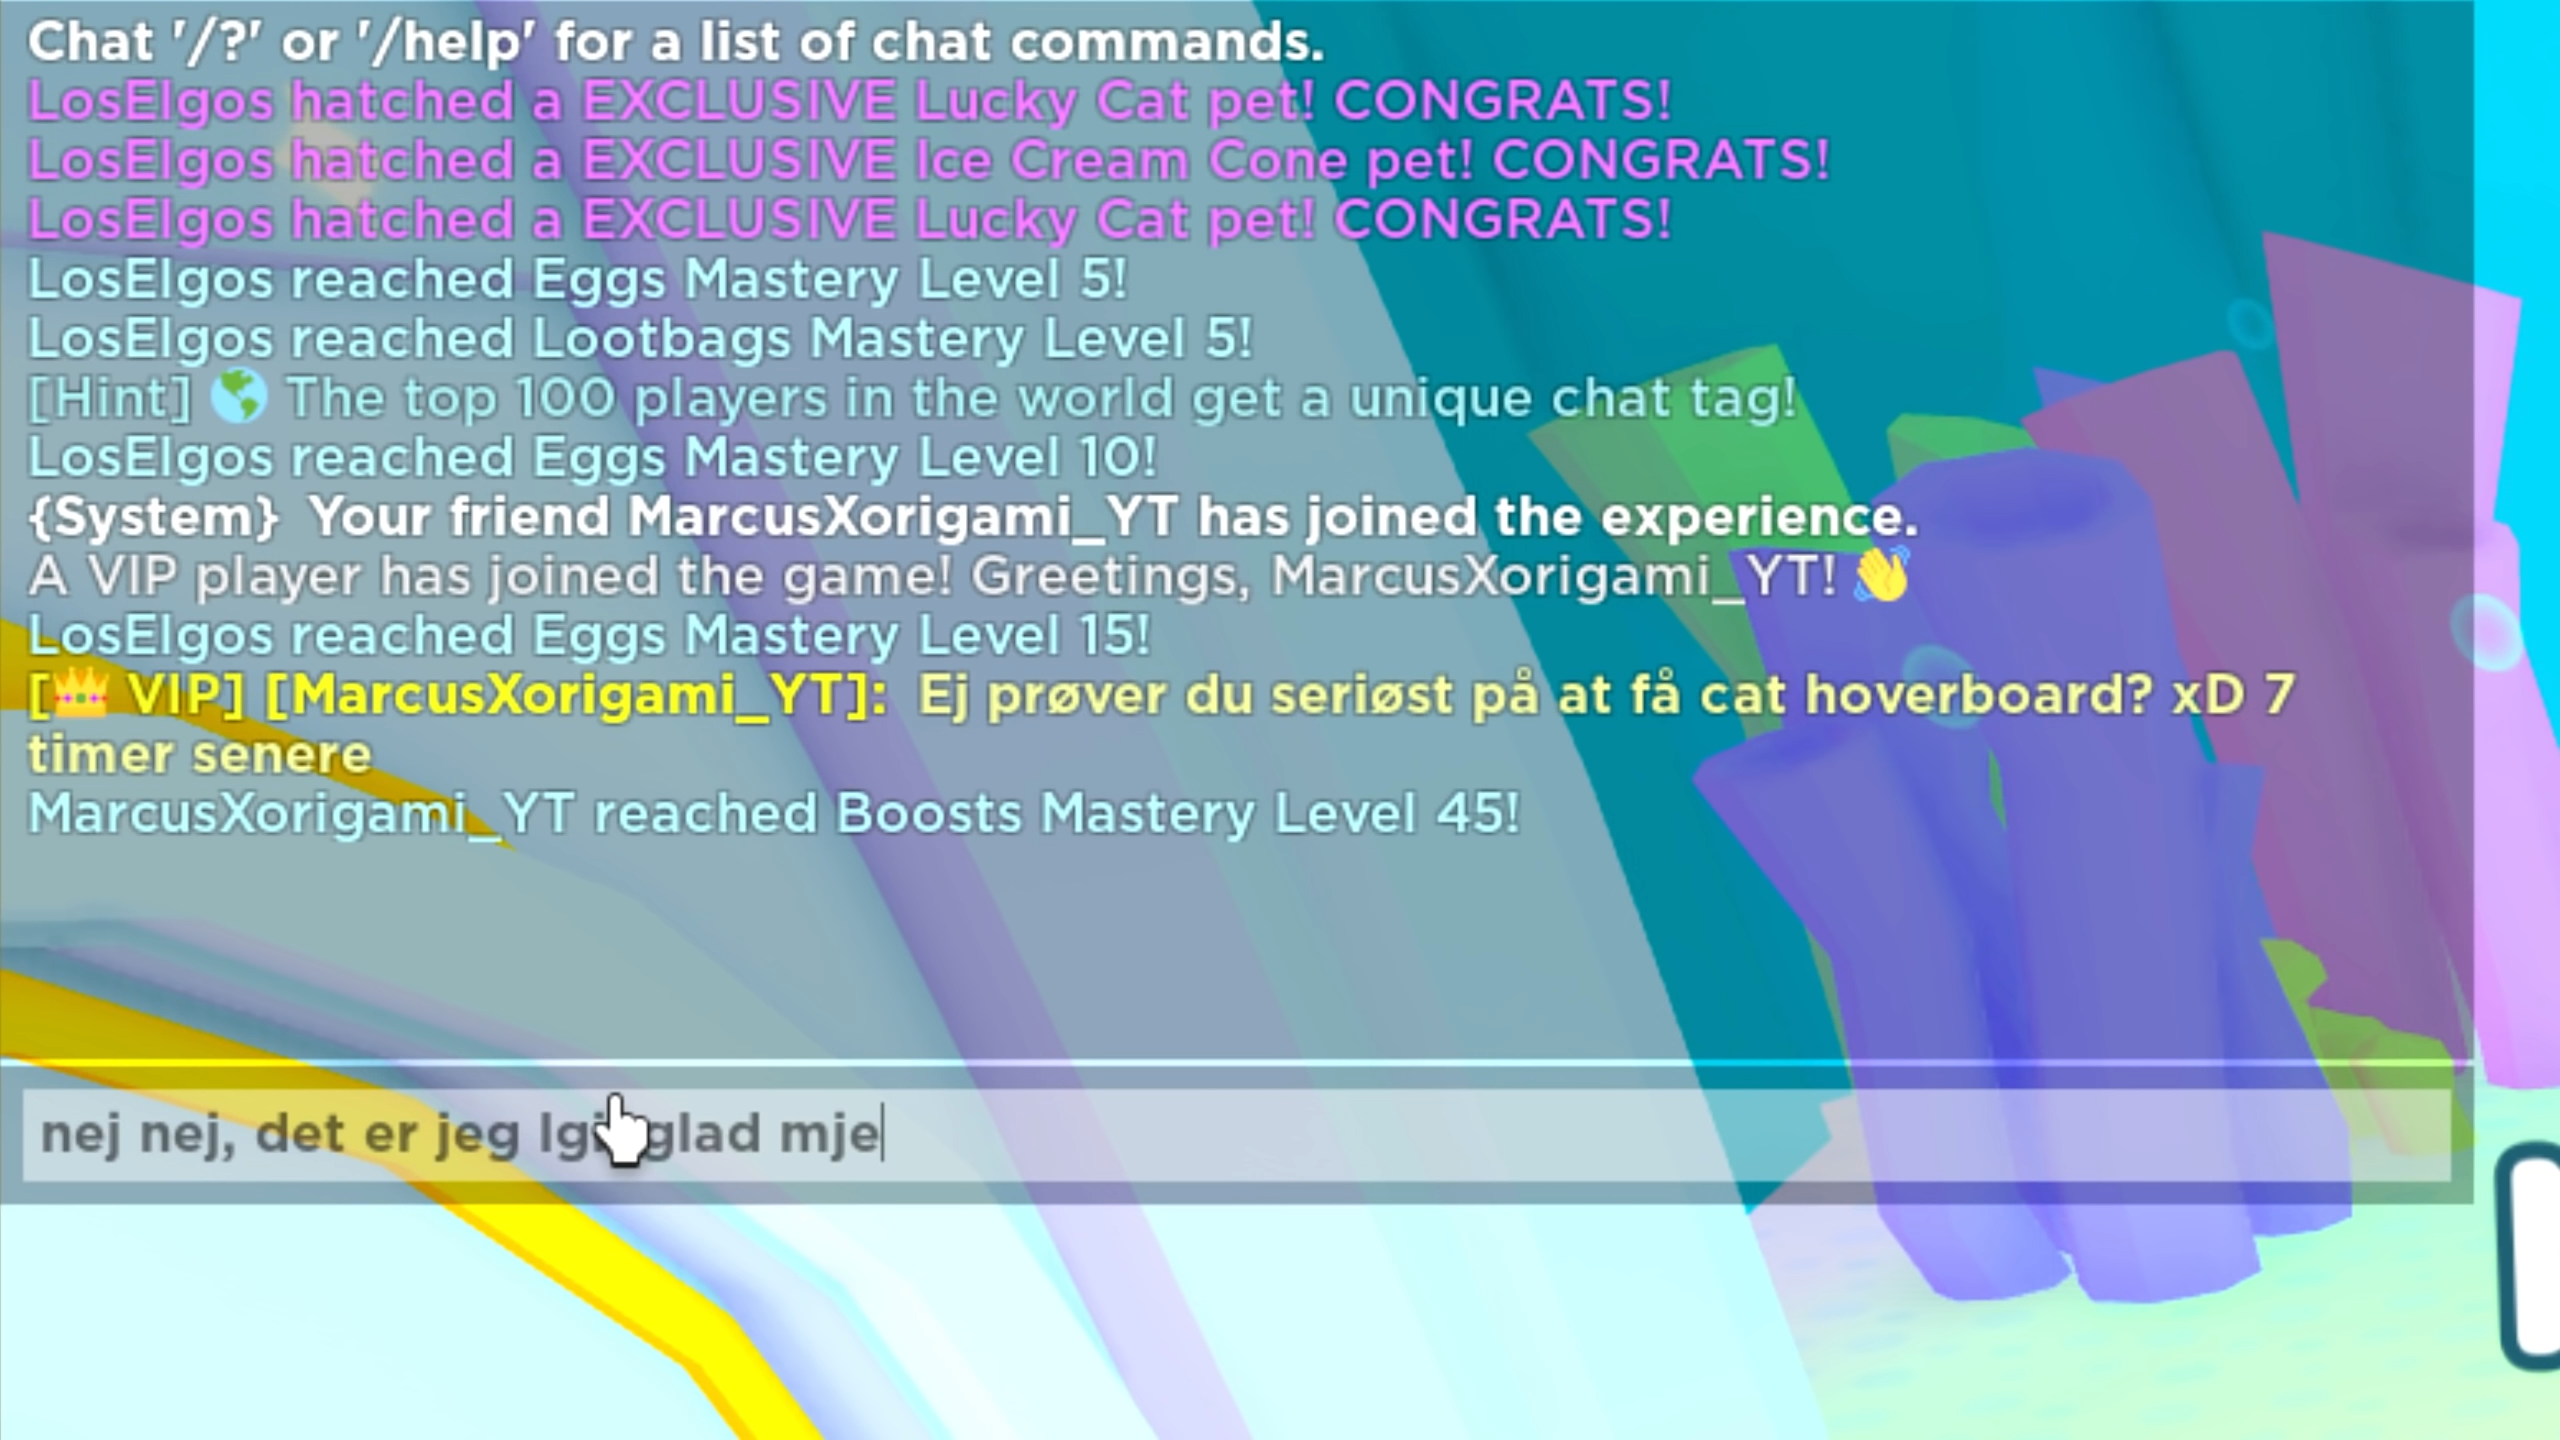 Chat '/?' or '/help' for a list of chat commands.
LosElgos hatched a EXCLUSIVE Lucky Cat pet! CONGRATS!
LosElgos hatched a EXCLUSIVE Ice Cream Cone pet! CONGRATS!
LosElgos hatched a EXCLUSIVE Lucky Cat pet! CONGRATS!
LosElgos reached Eggs Mastery Level 5!
LosElgos reached Lootbags Mastery Level 5!
[Hint] 🌎 The top 100 players in the world get a unique chat tag!
LosElgos reached Eggs Mastery Level 10!
{System} Your friend MarcusXorigami_YT has joined the experience.
A VIP player has joined the game! Greetings, MarcusXorigami_YT! 👋
LosElgos reached Eggs Mastery Level 15!
[👑 VIP] [MarcusXorigami_YT]: Ej prøver du seriøst på at få cat hoverboard? xD 7
timer senere
MarcusXorigami_YT reached Boosts Mastery Level 45!
nej nej, det er jeg glad mje